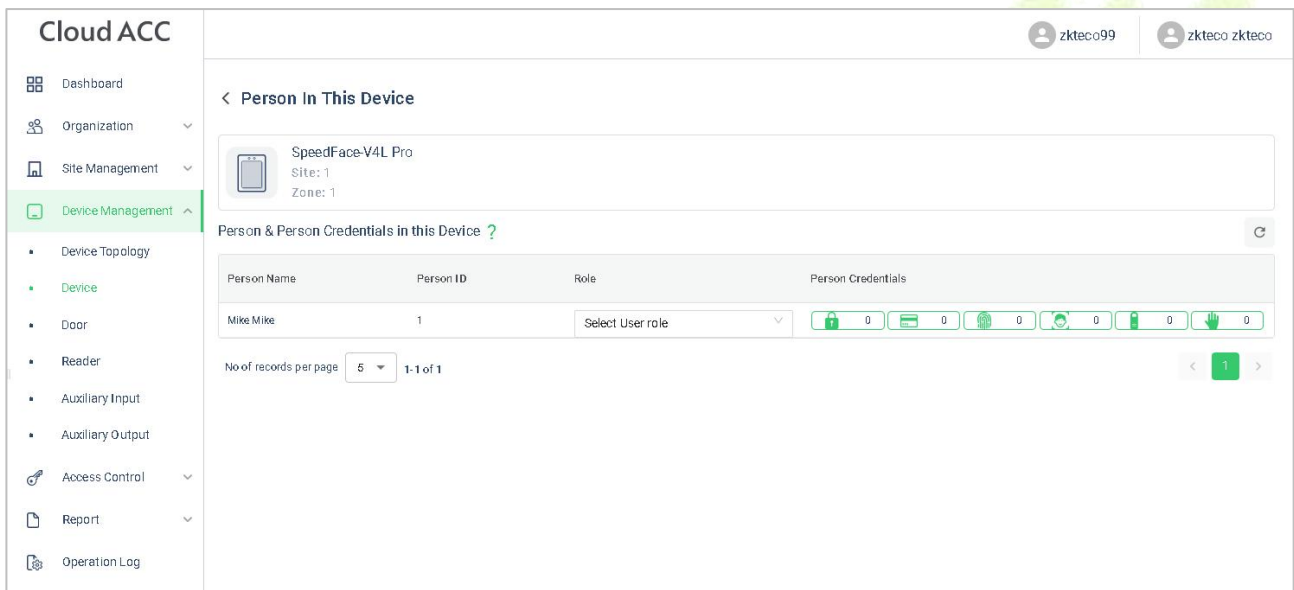 Cloud ACC
zkteco99
zkteco zkteco
Dashboard
Organization
Site Management
Device Management
Device Topology
Device
Door
Reader
Auxiliary Input
Auxiliary Output
Access Control
Report
Operation Log
< Person In This Device
SpeedFace-V4L Pro
Site: 1
Zone: 1
Person & Person Credentials in this Device ?
Person Name Person ID Role Person Credentials
Mike Mike 1 Select User role 0 0 0 0 0 0
No of records per page 5 1-1 of 1 < 1 >